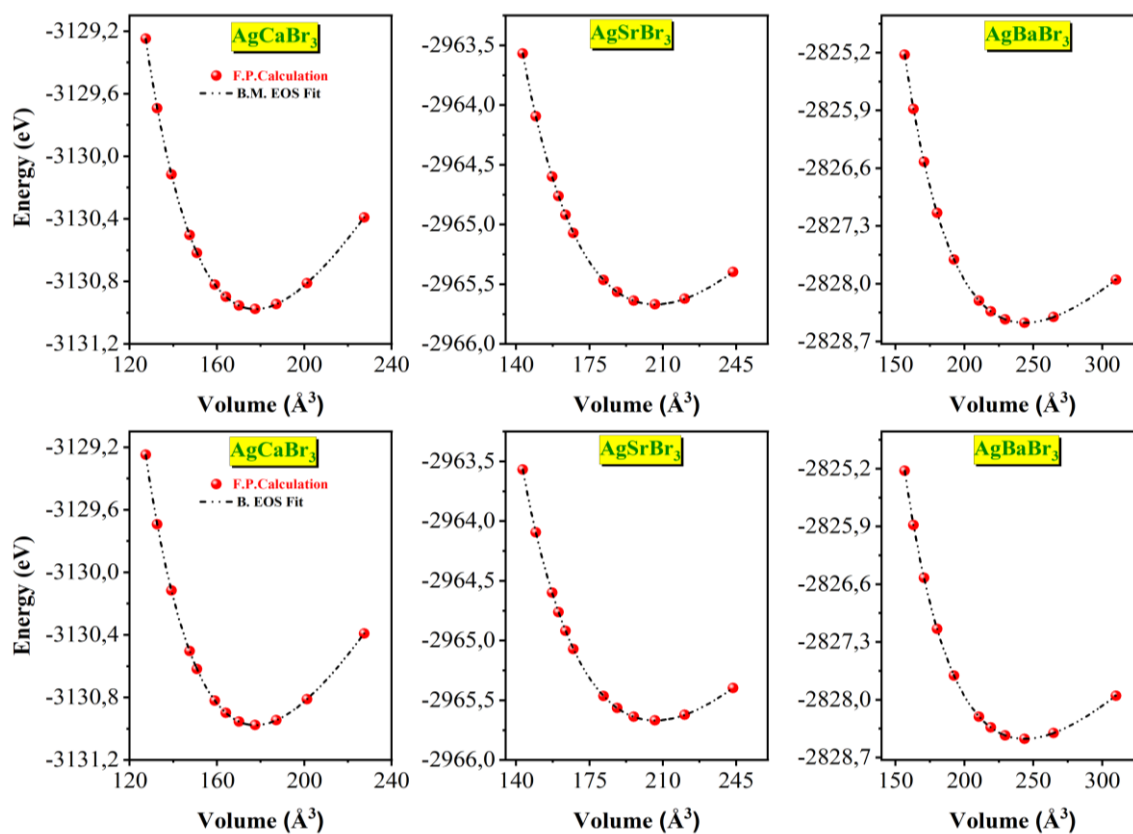 AgCaBr₃
F.P.Calculation
B.M. EOS Fit
Energy (eV)
-3129,2
-3129,6
-3130,0
-3130,4
-3130,8
-3131,2
120 160 200 240
Volume (Å³)
AgSrBr₃
-2963,5
-2964,0
-2964,5
-2965,0
-2965,5
-2966,0
140 175 210 245
Volume (Å³)
AgBaBr₃
-2825,2
-2825,9
-2826,6
-2827,3
-2828,0
-2828,7
150 200 250 300
Volume (Å³)
AgCaBr₃
F.P.Calculation
B. EOS Fit
Energy (eV)
-3129,2
-3129,6
-3130,0
-3130,4
-3130,8
-3131,2
120 160 200 240
Volume (Å³)
AgSrBr₃
-2963,5
-2964,0
-2964,5
-2965,0
-2965,5
-2966,0
140 175 210 245
Volume (Å³)
AgBaBr₃
-2825,2
-2825,9
-2826,6
-2827,3
-2828,0
-2828,7
150 200 250 300
Volume (Å³)